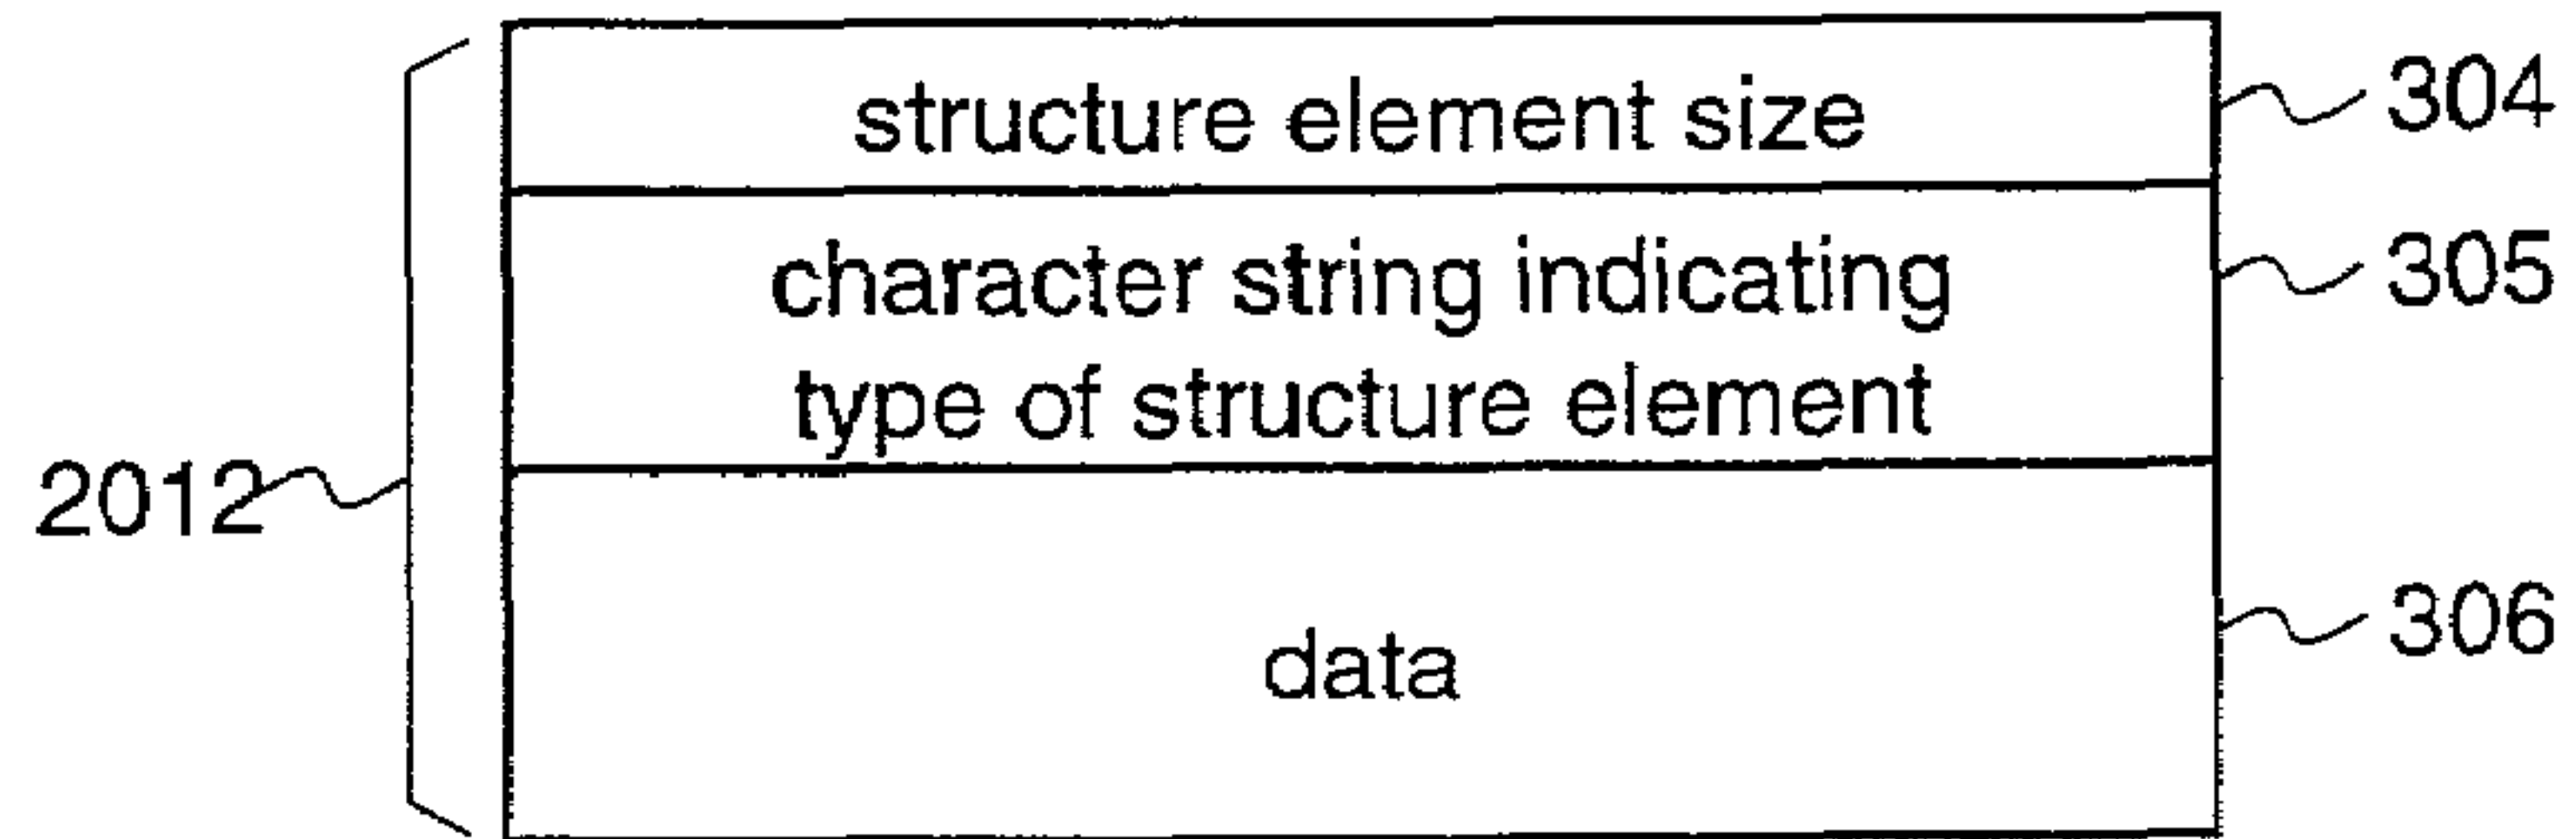 structure element size 304
character string indicating 305
type of structure element
2012
data 306